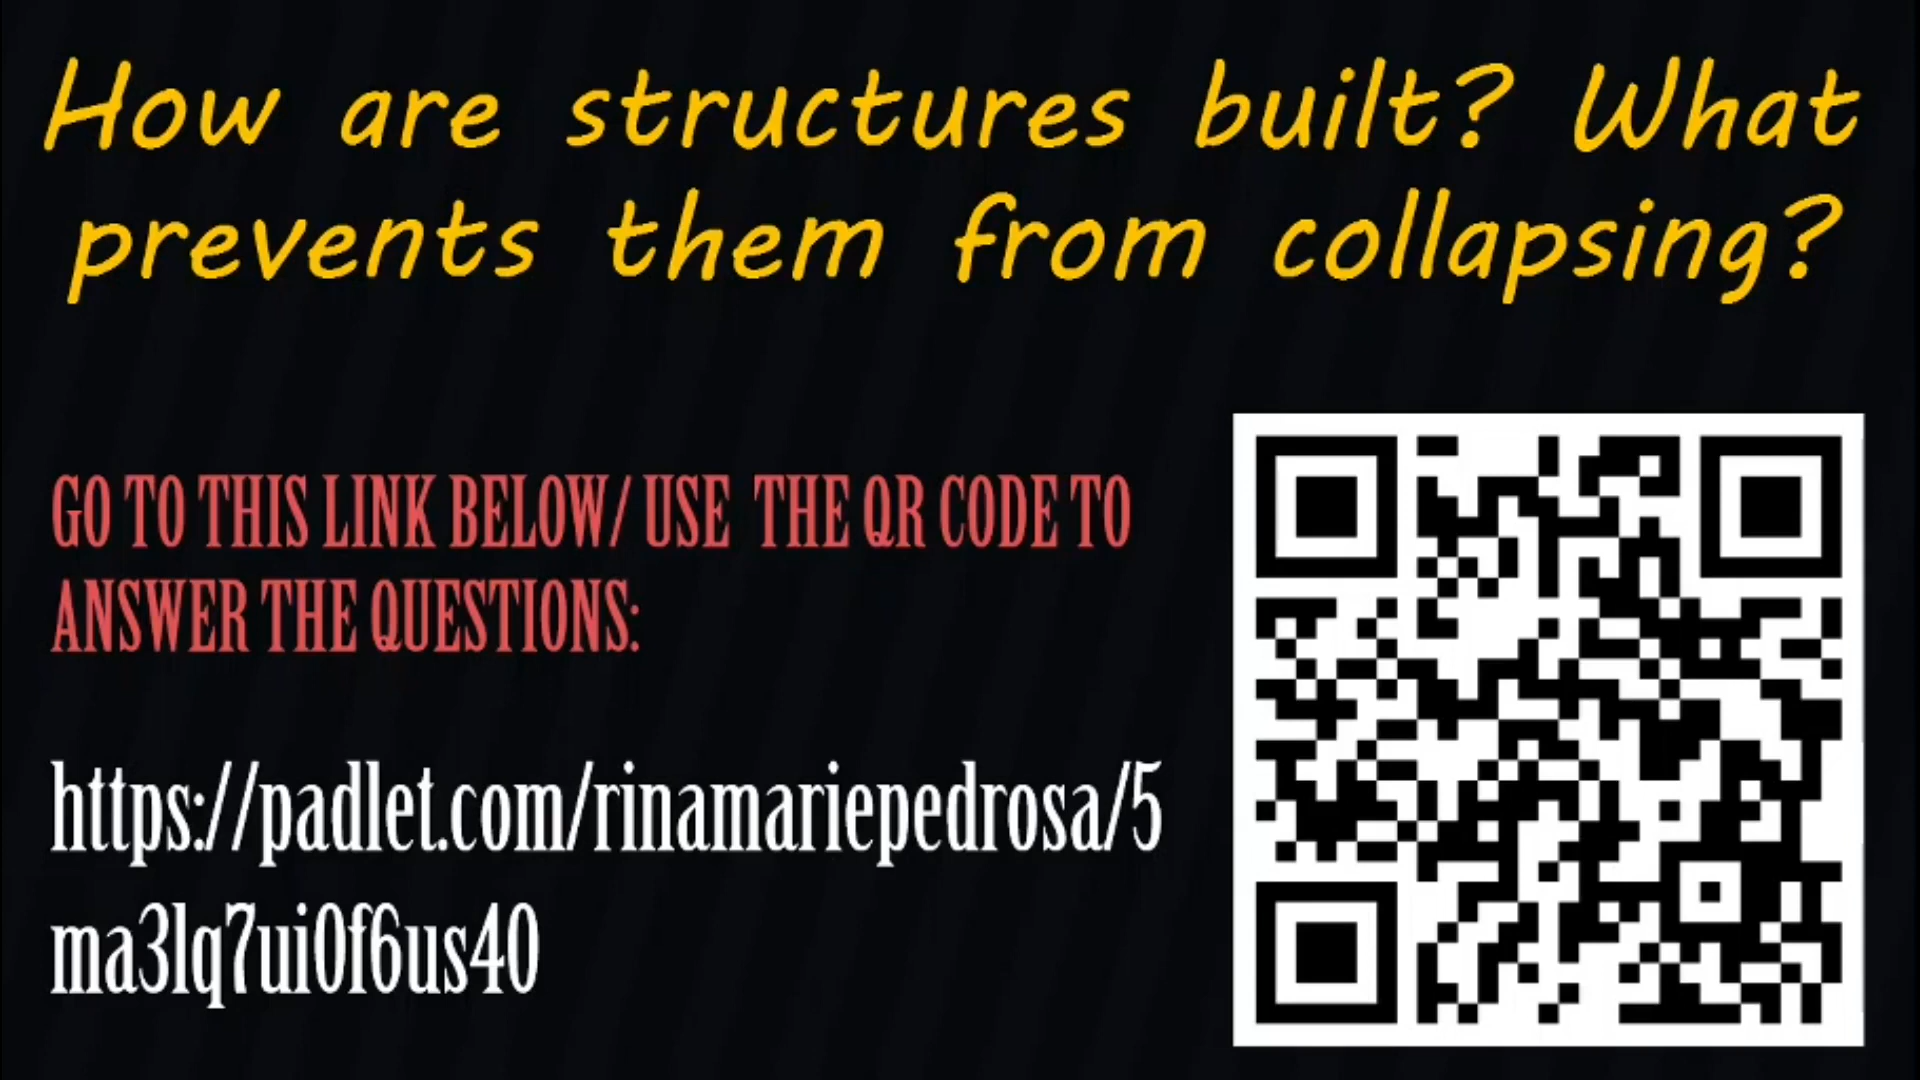 How are structures built? What
prevents them from collapsing?
GO TO THIS LINK BELOW/ USE THE QR CODE TO
ANSWER THE QUESTIONS:
https://padlet.com/rinamariepedrosa/5
ma3lq7ui0f6us40